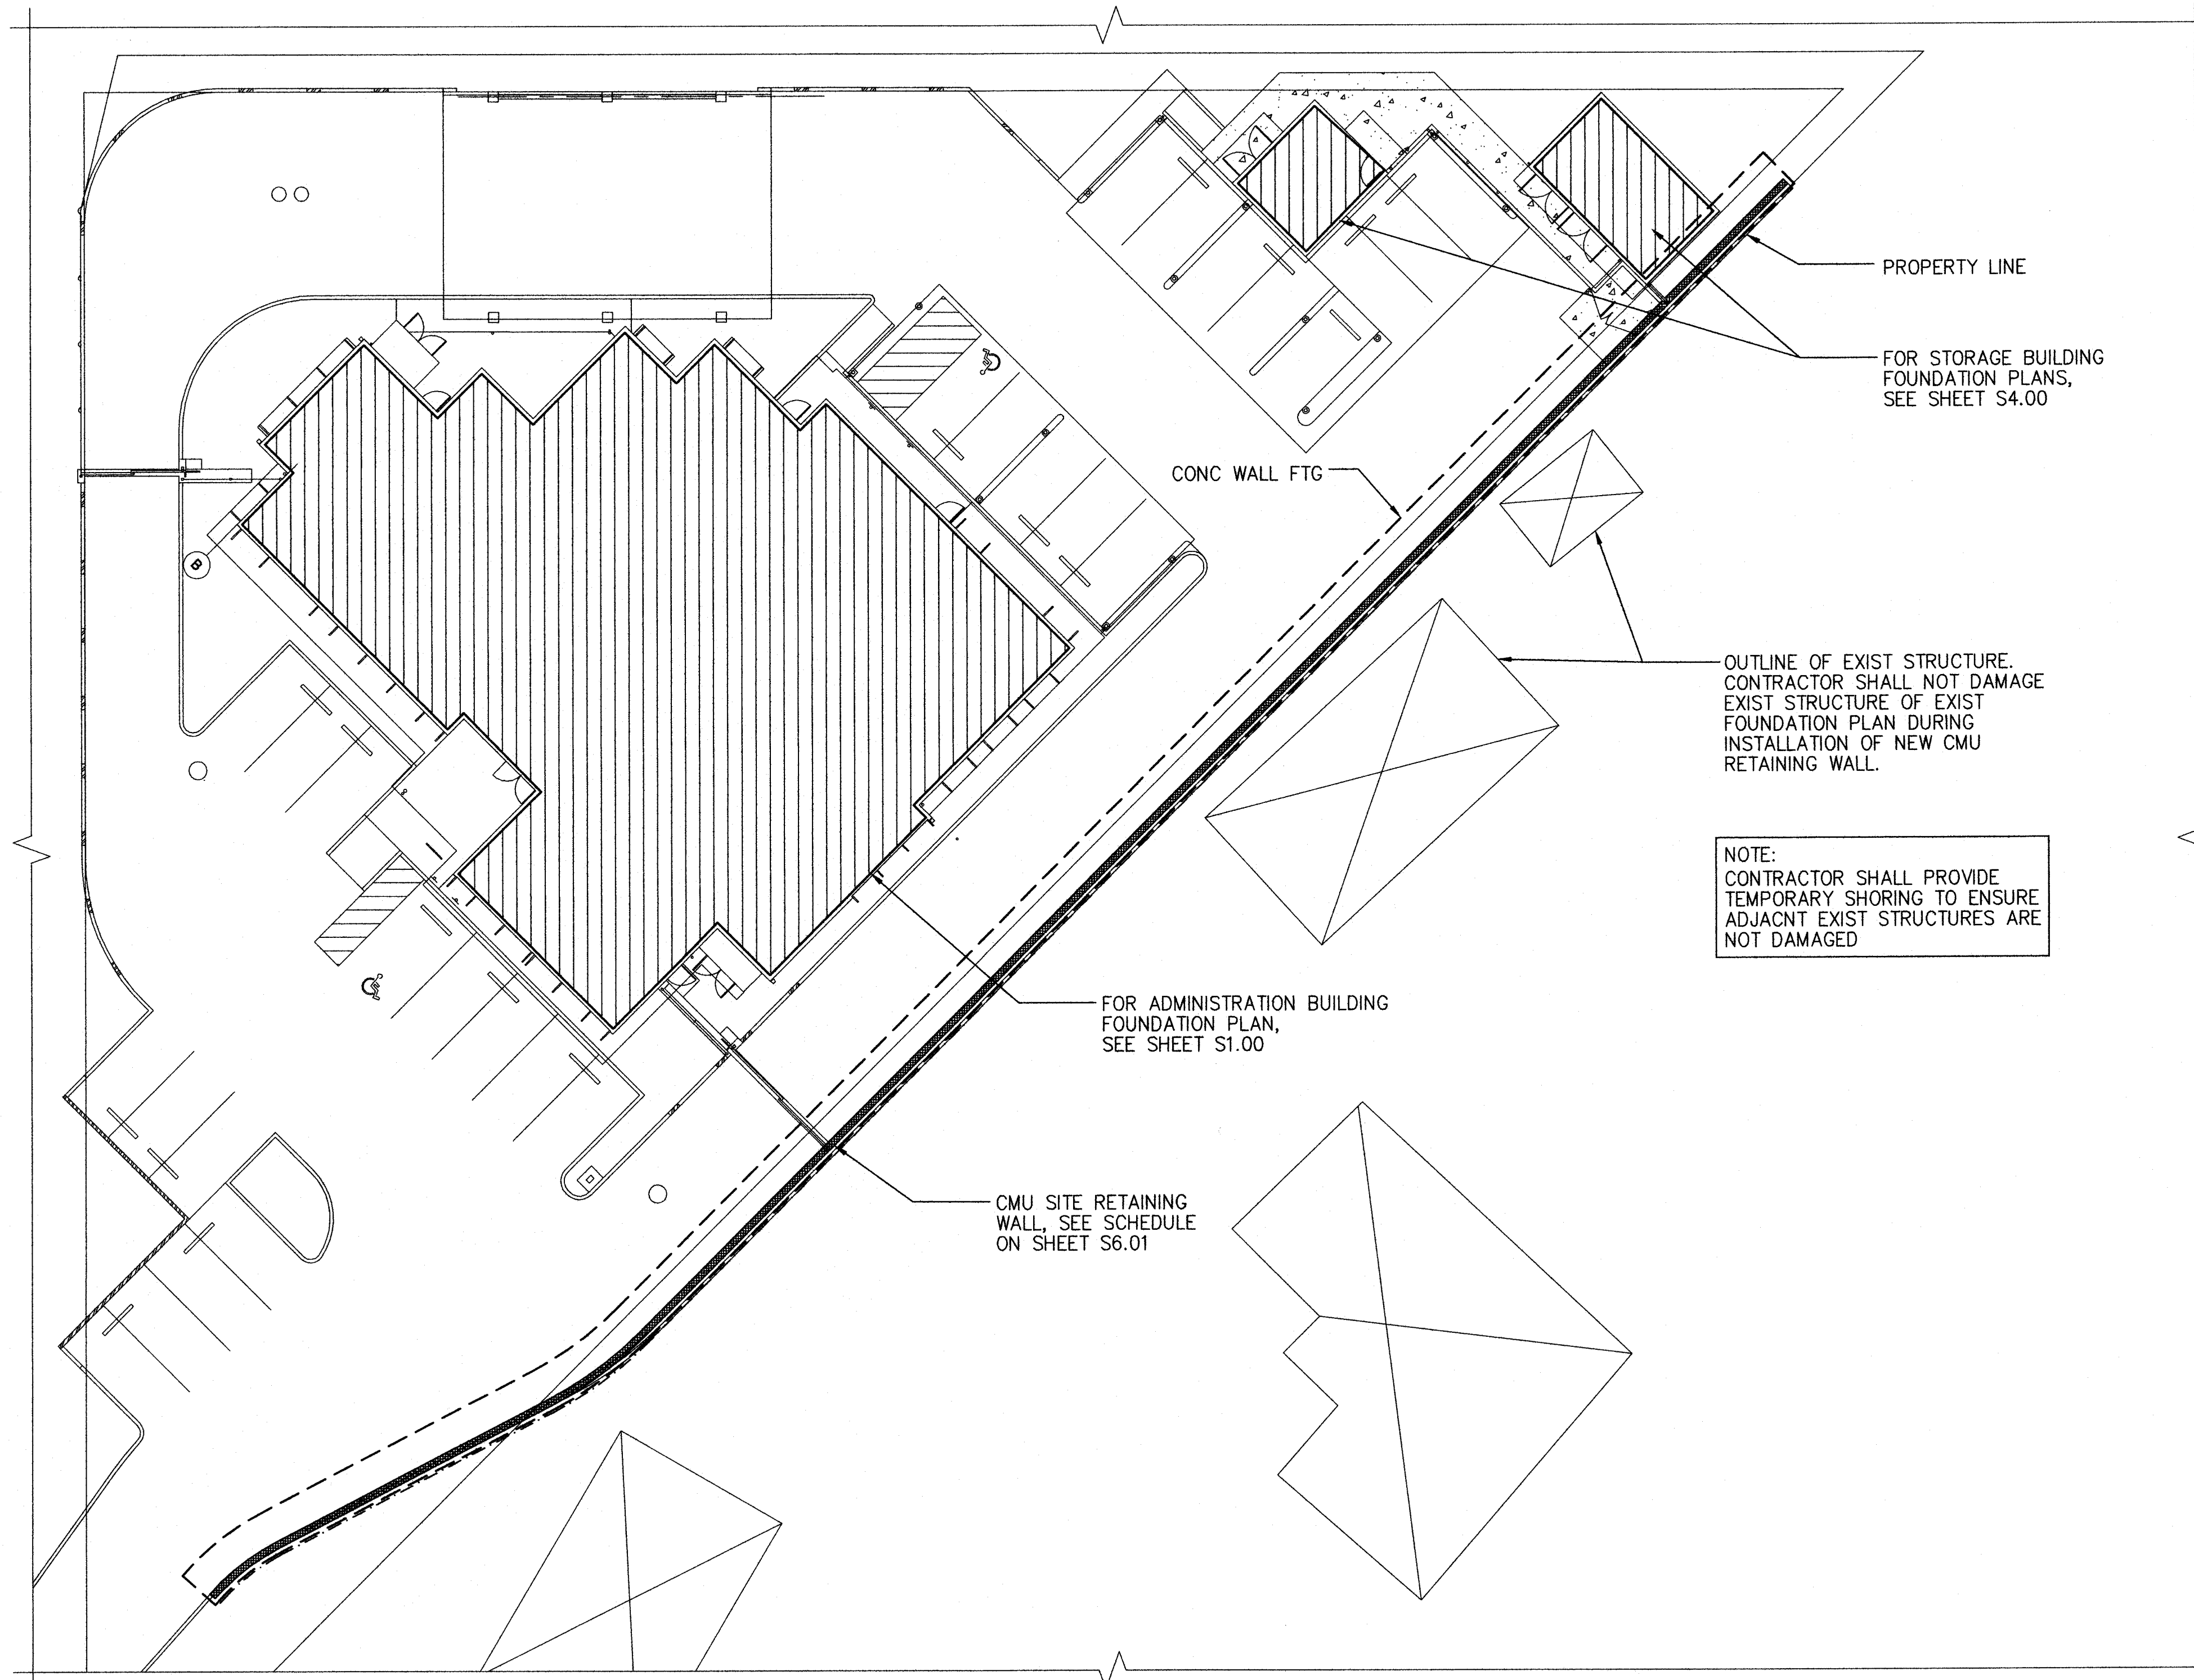 PROPERTY LINE
FOR STORAGE BUILDING
FOUNDATION PLANS,
SEE SHEET S4.00
CONC WALL FTG
OUTLINE OF EXIST STRUCTURE.
CONTRACTOR SHALL NOT DAMAGE
EXIST STRUCTURE OF EXIST
FOUNDATION PLAN DURING
INSTALLATION OF NEW CMU
RETAINING WALL.
NOTE:
CONTRACTOR SHALL PROVIDE
TEMPORARY SHORING TO ENSURE
ADJACNT EXIST STRUCTURES ARE
NOT DAMAGED
FOR ADMINISTRATION BUILDING
FOUNDATION PLAN,
SEE SHEET S1.00
CMU SITE RETAINING
WALL, SEE SCHEDULE
ON SHEET S6.01